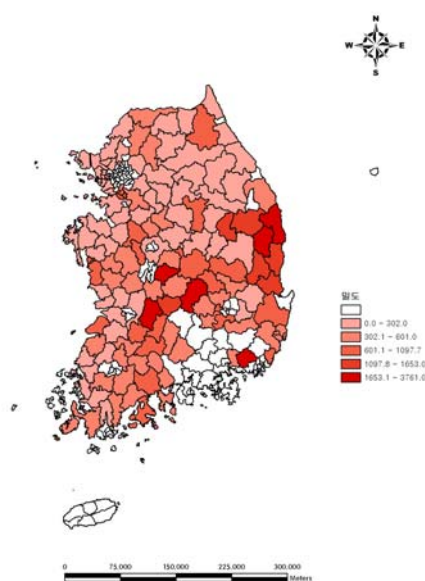 N
W E
S
밀도
0.0 ~ 302.0
302.1 ~ 601.0
601.1 ~ 1097.7
1097.8 ~ 1653.0
1653.1 ~ 3761.0
0 75,000 150,000 225,000 300,000
Meters